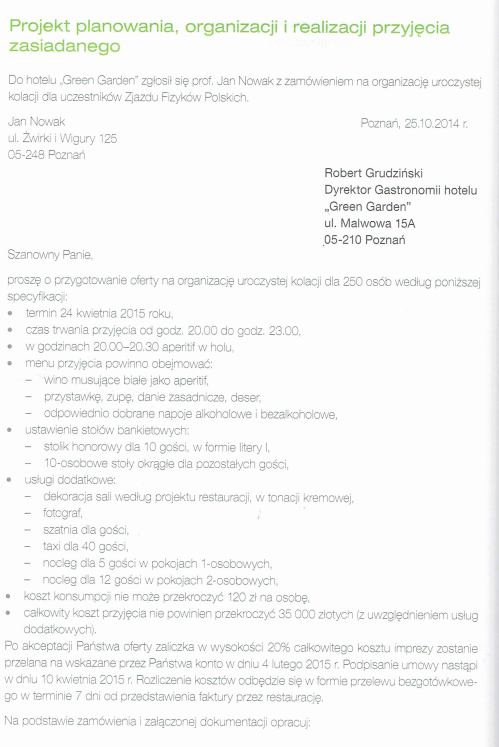 Projekt planowania, organizacji i realizacji przyjęcia
zasiadanego
Do hotelu „Green Garden” zgłosił się prof. Jan Nowak z zamówieniem na organizację uroczystej
kolacji dla uczestników Zjazdu Fizyków Polskich.
Jan Nowak
Poznań, 25.10.2014 r.
ul. Żwirki i Wigury 125
05-248 Poznań
Robert Grudziński
Dyrektor Gastronomii hotelu
„Green Garden”
ul. Malwowa 15A
05-210 Poznań
Szanowny Panie,
proszę o przygotowanie oferty na organizację uroczystej kolacji dla 250 osób według poniższej
specyfikacji:
• termin 24 kwietnia 2015 roku,
• czas trwania przyjęcia od godz. 20.00 do godz. 23.00,
• w godzinach 20.00–20.30 aperitif w holu,
• menu przyjęcia powinno obejmować:
– wino musujące białe jako aperitif,
– przystawkę, zupę, danie zasadnicze, deser,
– odpowiednio dobrane napoje alkoholowe i bezalkoholowe,
• ustawienie stołów bankietowych:
– stolik honorowy dla 10 gości, w formie litery I,
– 10-osobowe stoły okrągłe dla pozostałych gości,
• usługi dodatkowe:
– dekoracja sali według projektu restauracji, w tonacji kremowej,
– fotograf,
– szatnia dla gości,
– taxi dla 40 gości,
– nocleg dla 5 gości w pokojach 1-osobowych,
– nocleg dla 12 gości w pokojach 2-osobowych,
• koszt konsumpcji nie może przekroczyć 120 zł na osobę,
• całkowity koszt przyjęcia nie powinien przekroczyć 35 000 złotych (z uwzględnieniem usług
dodatkowych).
Po akceptacji Państwa oferty zaliczka w wysokości 20% całkowitego kosztu imprezy zostanie
przelana na wskazane przez Państwa konto w dniu 4 lutego 2015 r. Podpisanie umowy nastąpi
w dniu 10 kwietnia 2015 r. Rozliczenie kosztów odbędzie się w formie przelewu bezgotówkowe-
go w terminie 7 dni od przedstawienia faktury przez restaurację.
Na podstawie zamówienia i załączonej dokumentacji opracuj: